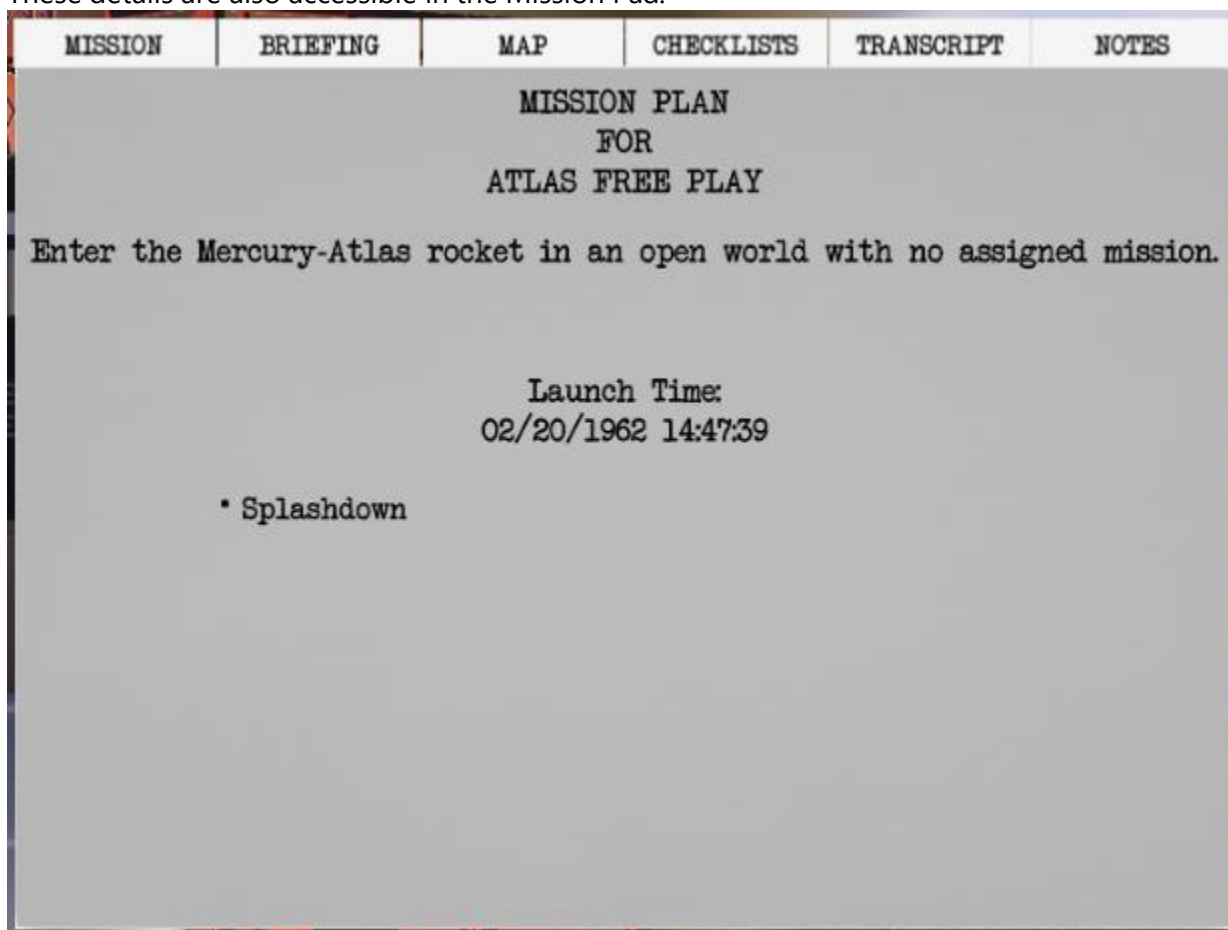 These details are also accessible in the Mission Pad.
MISSION BRIEFING MAP CHECKLISTS TRANSCRIPT NOTES
MISSION PLAN
FOR
ATLAS FREE PLAY
Enter the Mercury-Atlas rocket in an open world with no assigned mission.
Launch Time:
02/20/1962 14:47:39
• Splashdown